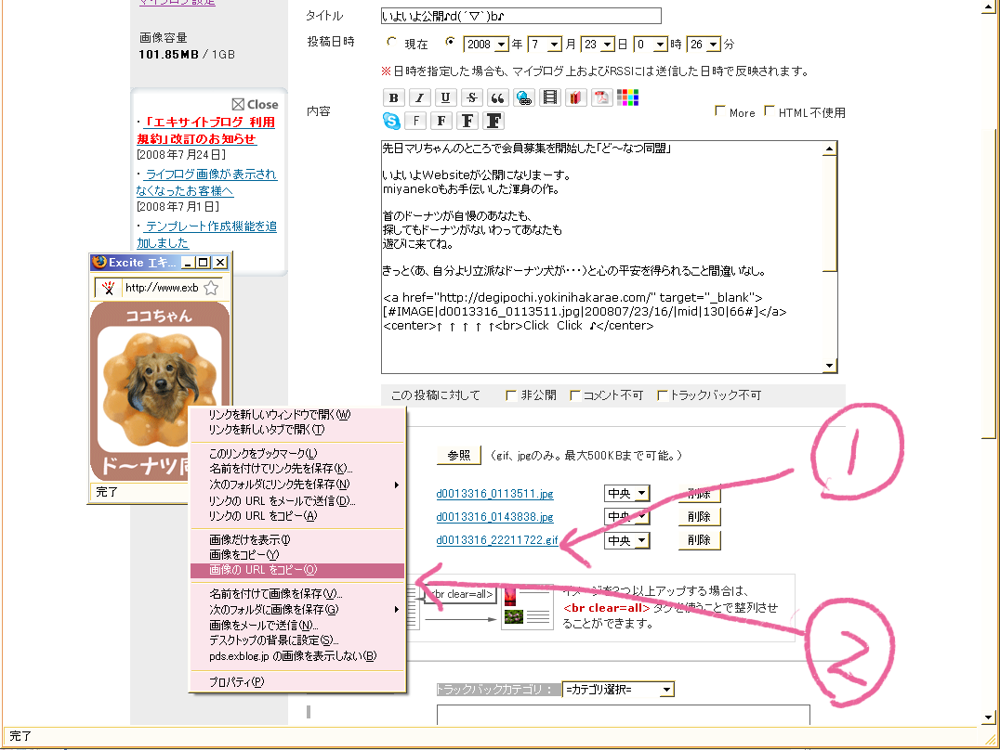 マイブログ設定
画像容量
101.85MB / 1GB
Close
・「エキサイトブログ 利用
規約」改訂のお知らせ
[2008年7月24日]
・ライフログ画像が表示され
なくなったお客様へ
[2008年7月1日]
・テンプレート作成機能を追
加しました
タイトル
いよいよ公開♪d(´▽`)b♪
投稿日時
現在 2008 年 7 月 23 日 0 時 26 分
※日時を指定した場合も、マイブログ上およびRSSには送信した日時で反映されます。
内容
B I U S “
F F F F
More HTML不使用
先日マリちゃんのところで会員募集を開始した「ど～なつ同盟」
いよいよWebsiteが公開になりまーす。
miyanekoもお手伝いした渾身の作。
首のドーナツが自慢のあなたも、
探してもドーナツがないわってあなたも
遊びに来てね。
きっと(あ、自分より立派なドーナツ犬が・・・)と心の平安を得られること間違いなし。
<a href="http://degipochi.yokinihakarae.com/" target="_blank">
[#IMAGE|d0013316_0113511.jpg|200807/23/16/|mid|130|66#]</a>
<center>↑ ↑ ↑ ↑ ↑<br>Click Click ♪</center>
この投稿に対して 非公開 コメント不可 トラックバック不可
参照 （gif、jpgのみ。最大500KBまで可能。）
d0013316_0113511.jpg 中央 削除
d0013316_0143838.jpg 中央 削除
d0013316_22211722.gif 中央 削除
<br clear=all>
イメージを2つ以上アップする場合は、
<br clear=all> タグを使うことで整列させ
ることができます。
トラックバックカテゴリ： =カテゴリ選択=
Excite エキ...
http://www.exb
ココちゃん
ド～ナツ同
完了
リンクを新しいウィンドウで開く(W)
リンクを新しいタブで開く(T)
このリンクをブックマーク(L)
名前を付けてリンク先を保存(K)...
次のフォルダにリンク先を保存(N)
リンクの URL をメールで送信(D)...
リンクの URL をコピー(A)
画像だけを表示(I)
画像をコピー(Y)
画像の URL をコピー(O)
名前を付けて画像を保存(V)...
次のフォルダに画像を保存(G)
画像をメールで送信(N)...
デスクトップの背景に設定(S)...
pds.exblog.jp の画像を表示しない(B)
プロパティ(P)
1
2
完了